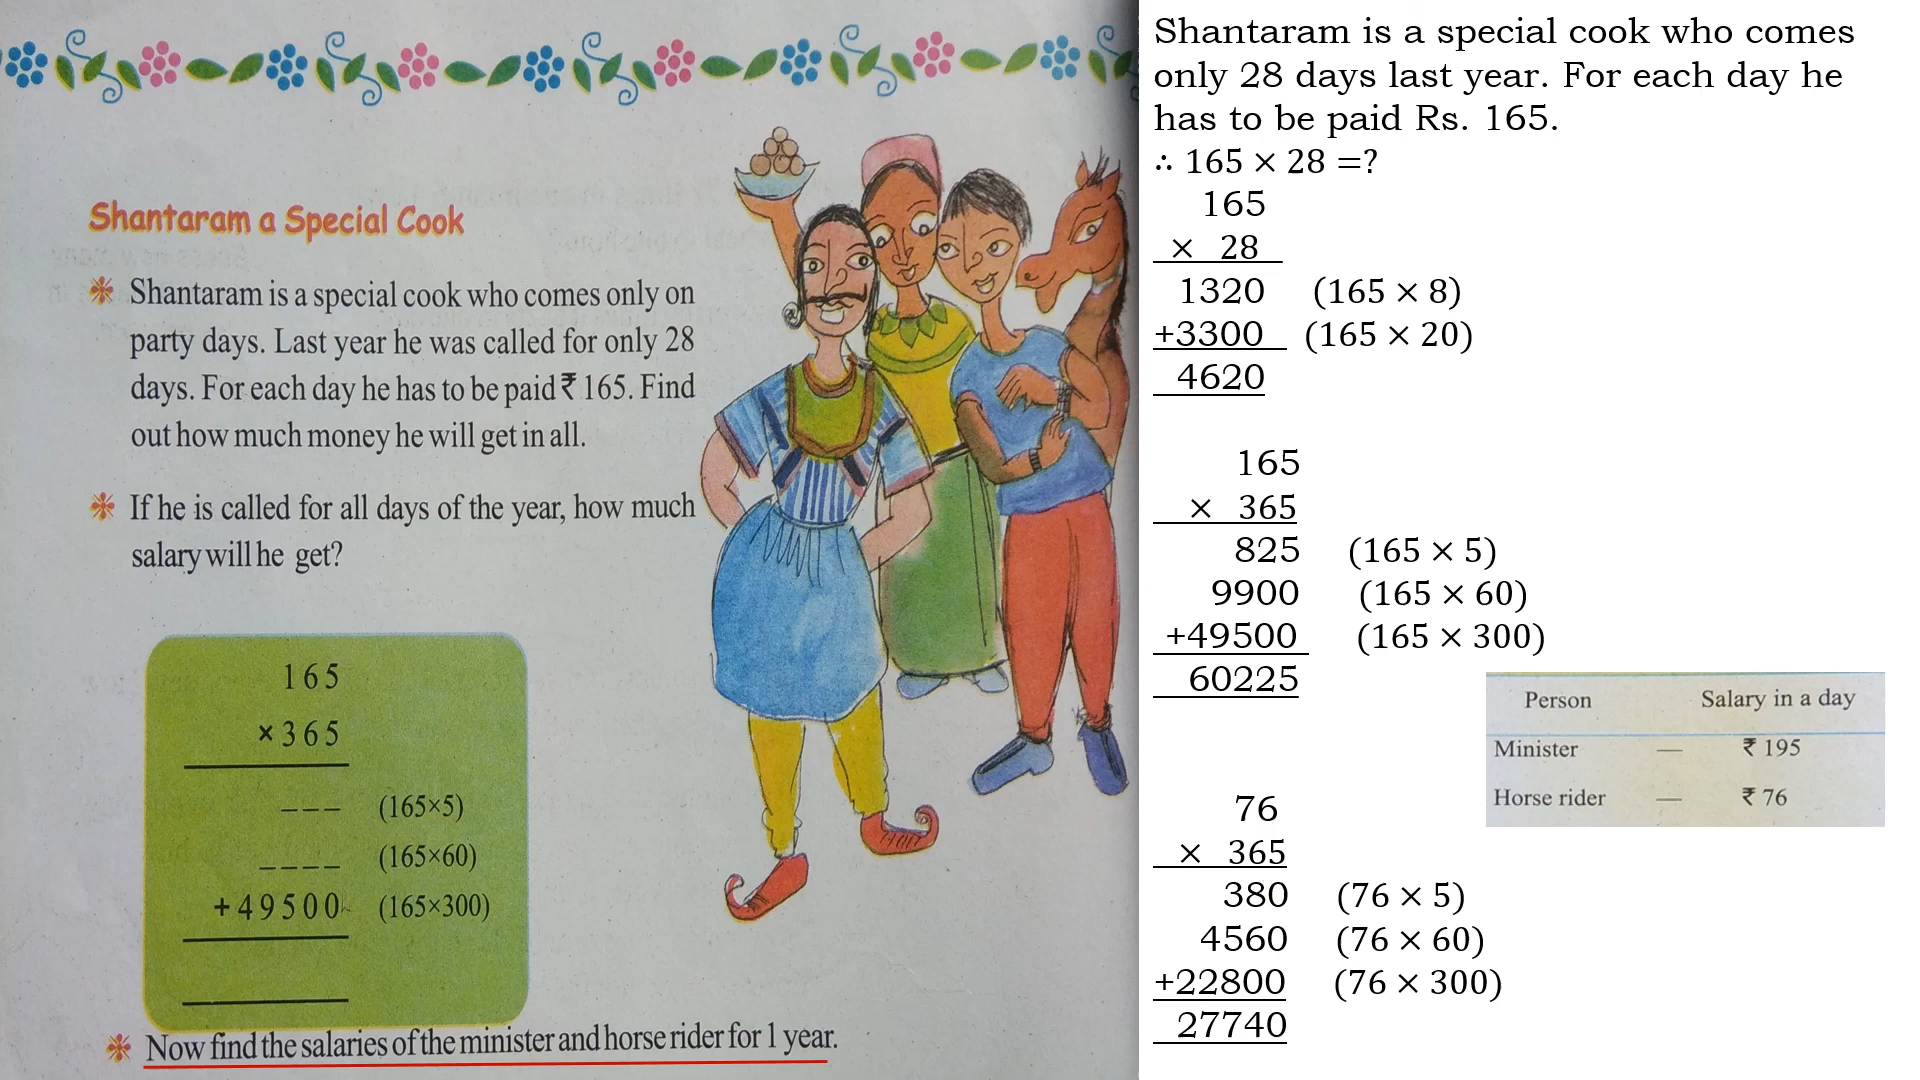 Shantaram a Special Cook
Shantaram is a special cook who comes only on
party days. Last year he was called for only 28
days. For each day he has to be paid ₹ 165. Find
out how much money he will get in all.
If he is called for all days of the year, how much
salary will he get?
165
×365
--- (165×5)
---- (165×60)
+49500 (165×300)
Now find the salaries of the minister and horse rider for 1 year.
Shantaram is a special cook who comes
only 28 days last year. For each day he
has to be paid Rs. 165.
∴ 165 × 28 =?
165
× 28
1320 (165 × 8)
+3300 (165 × 20)
4620
165
× 365
825 (165 × 5)
9900 (165 × 60)
+49500 (165 × 300)
60225
Person Salary in a day
Minister — ₹ 195
Horse rider — ₹ 76
76
× 365
380 (76 × 5)
4560 (76 × 60)
+22800 (76 × 300)
27740